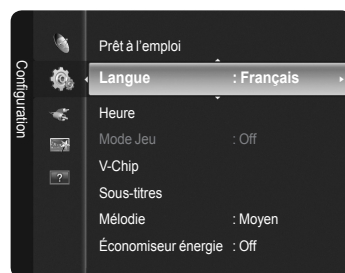 Configuration
Prêt à l'emploi
Langue : Français
Heure
Mode Jeu : Off
V-Chip
Sous-titres
Mélodie : Moyen
Économiseur énergie : Off
?